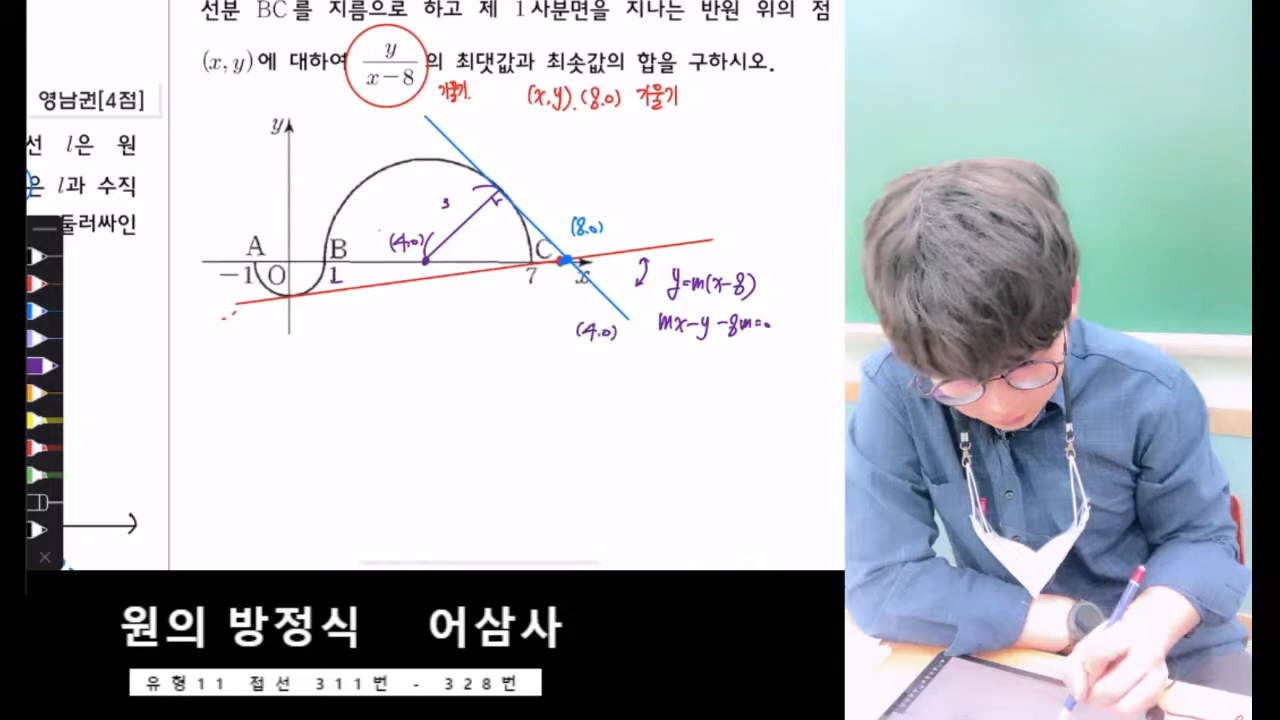 선분 BC를 지름으로 하고 제 1사분면을 지나는 반원 위의 점
(x, y)에 대하여 y/(x-8)의 최댓값과 최솟값의 합을 구하시오.
기울기.
(x,y). (8.0) 기울기
영남권[4점]
선 l은 원
은 l과 수직
둘러싸인
y
3
(8.0)
(4.0)
A
B
C
-1
O
1
7
x
y=m(x-8)
(4.0)
mx-y-8m=0
원의 방정식 어삼사
유형11 접선 311번 - 328번